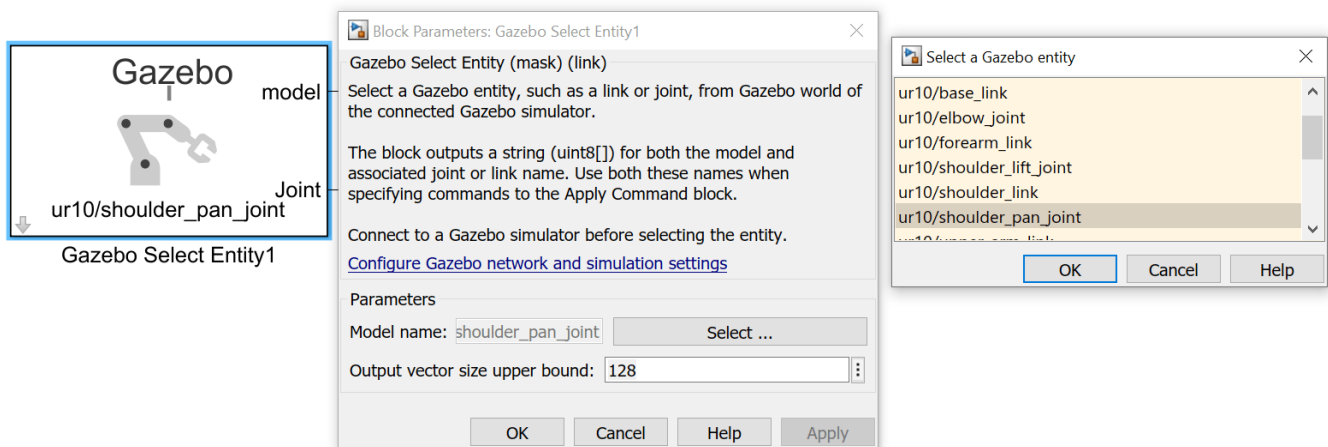 Gazebo
model
Joint
ur10/shoulder_pan_joint
Gazebo Select Entity1
Block Parameters: Gazebo Select Entity1
Gazebo Select Entity (mask) (link)
Select a Gazebo entity, such as a link or joint, from Gazebo world of
the connected Gazebo simulator.
The block outputs a string (uint8[]) for both the model and
associated joint or link name. Use both these names when
specifying commands to the Apply Command block.
Connect to a Gazebo simulator before selecting the entity.
Configure Gazebo network and simulation settings
Parameters
Model name: shoulder_pan_joint Select ...
Output vector size upper bound: 128
OK Cancel Help Apply
Select a Gazebo entity
ur10/base_link
ur10/elbow_joint
ur10/forearm_link
ur10/shoulder_lift_joint
ur10/shoulder_link
ur10/shoulder_pan_joint
OK Cancel Help